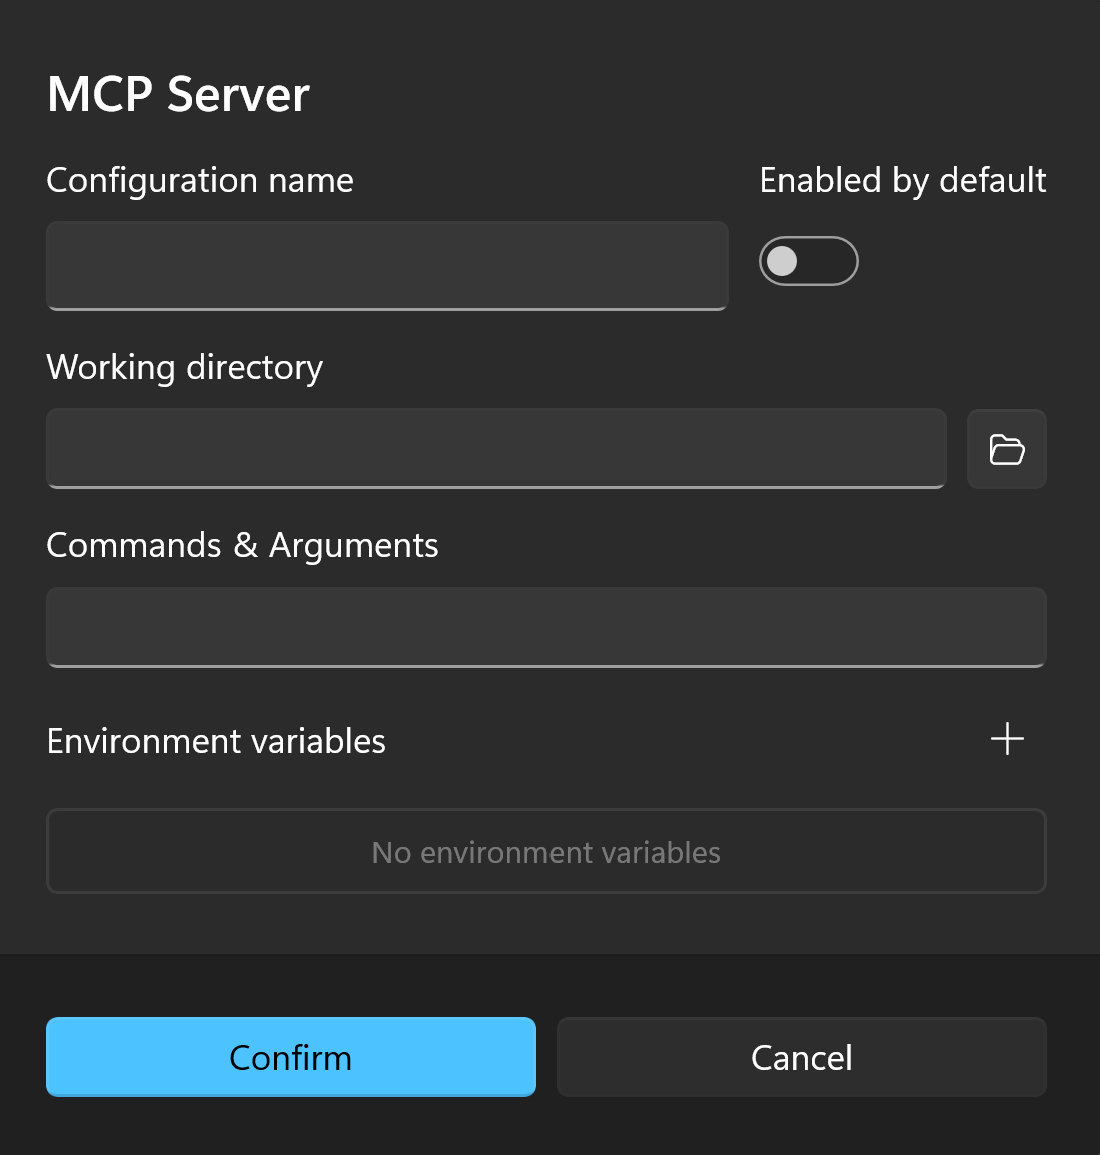 MCP Server
Configuration name
Enabled by default
Working directory
Commands & Arguments
Environment variables
No environment variables
Confirm
Cancel